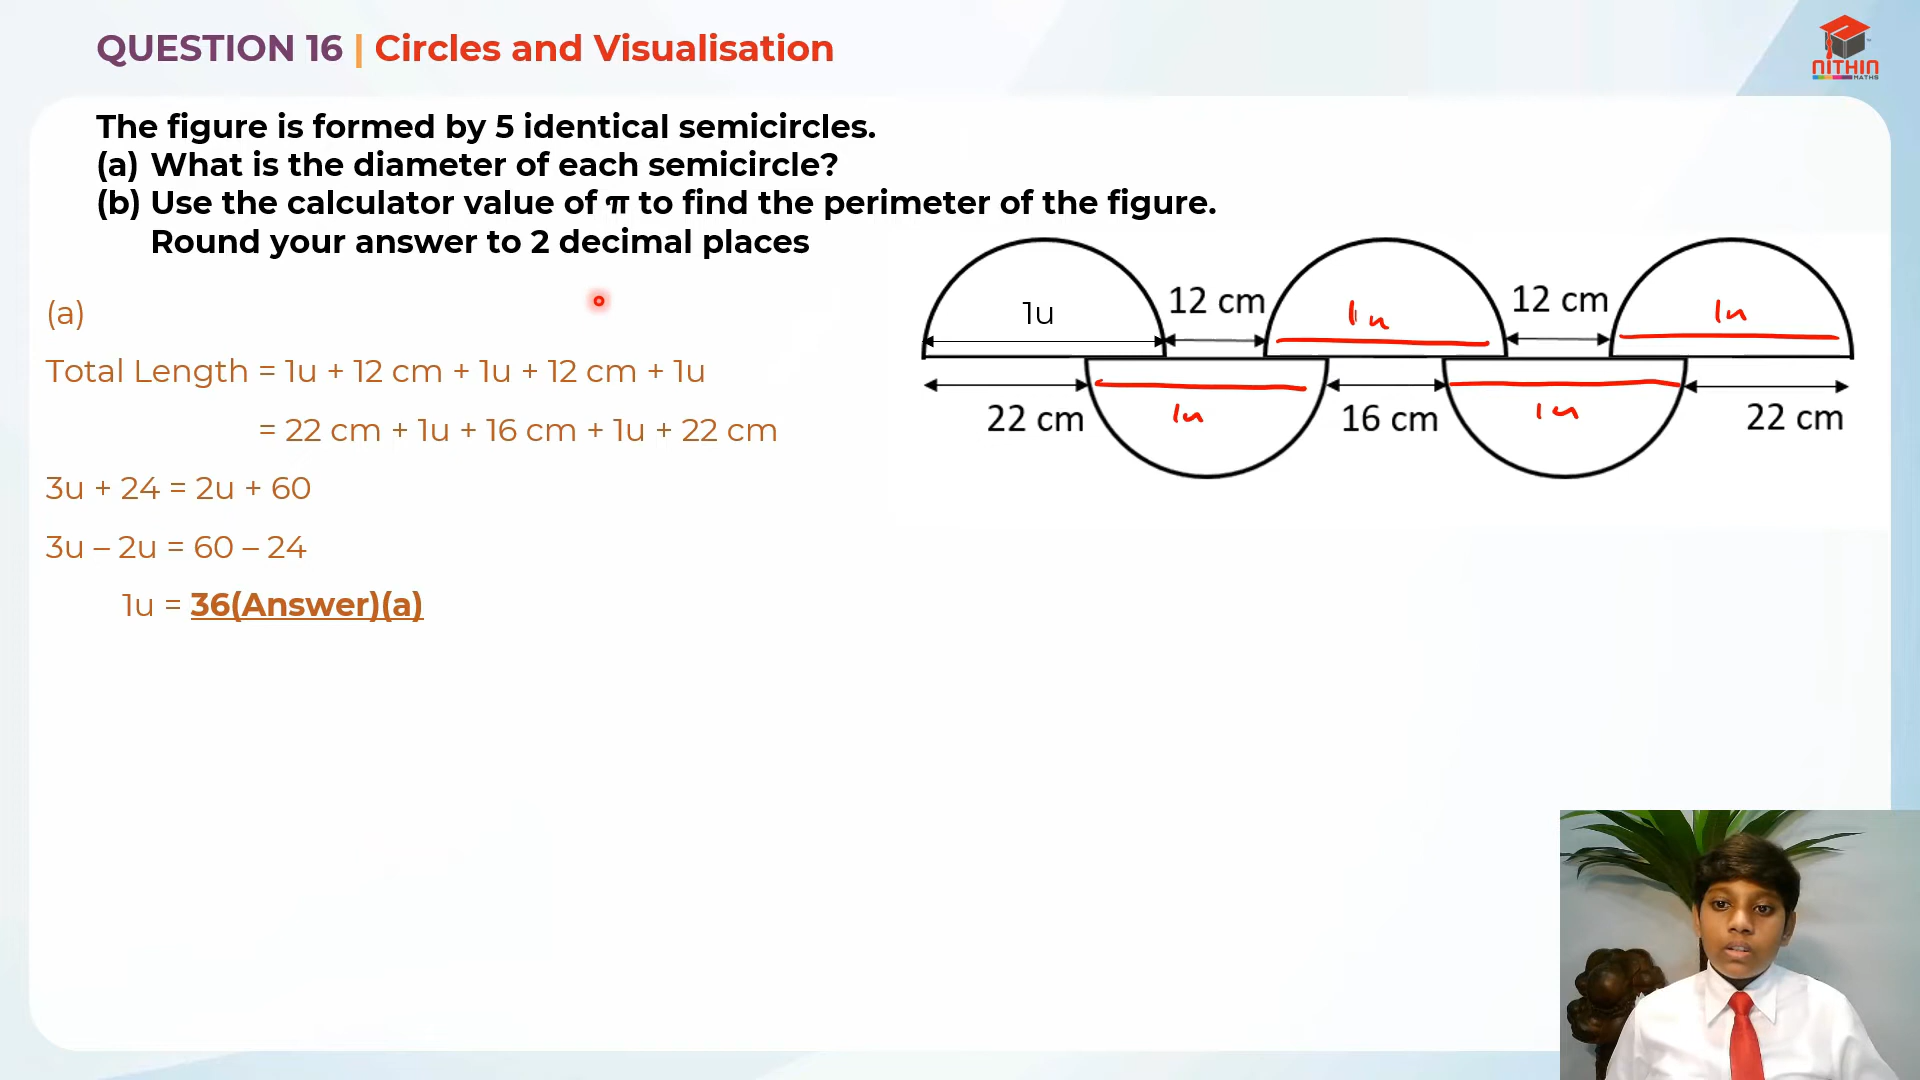 QUESTION 16 | Circles and Visualisation
NITHIN
MATHS
The figure is formed by 5 identical semicircles.
(a) What is the diameter of each semicircle?
(b) Use the calculator value of π to find the perimeter of the figure.
Round your answer to 2 decimal places
(a)
Total Length = 1u + 12 cm + 1u + 12 cm + 1u
= 22 cm + 1u + 16 cm + 1u + 22 cm
3u + 24 = 2u + 60
3u – 2u = 60 – 24
1u = 36(Answer)(a)
1u 12 cm 1u 12 cm 1u
22 cm 1u 16 cm 1u 22 cm